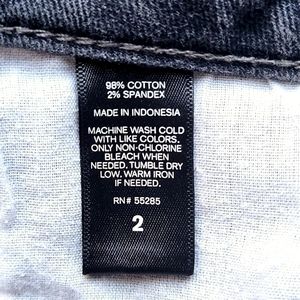 98% COTTON
2% SPANDEX
MADE IN INDONESIA
MACHINE WASH COLD
WITH LIKE COLORS.
ONLY NON-CHLORINE
BLEACH WHEN
NEEDED. TUMBLE DRY
LOW. WARM IRON
IF NEEDED.
RN# 55285
2